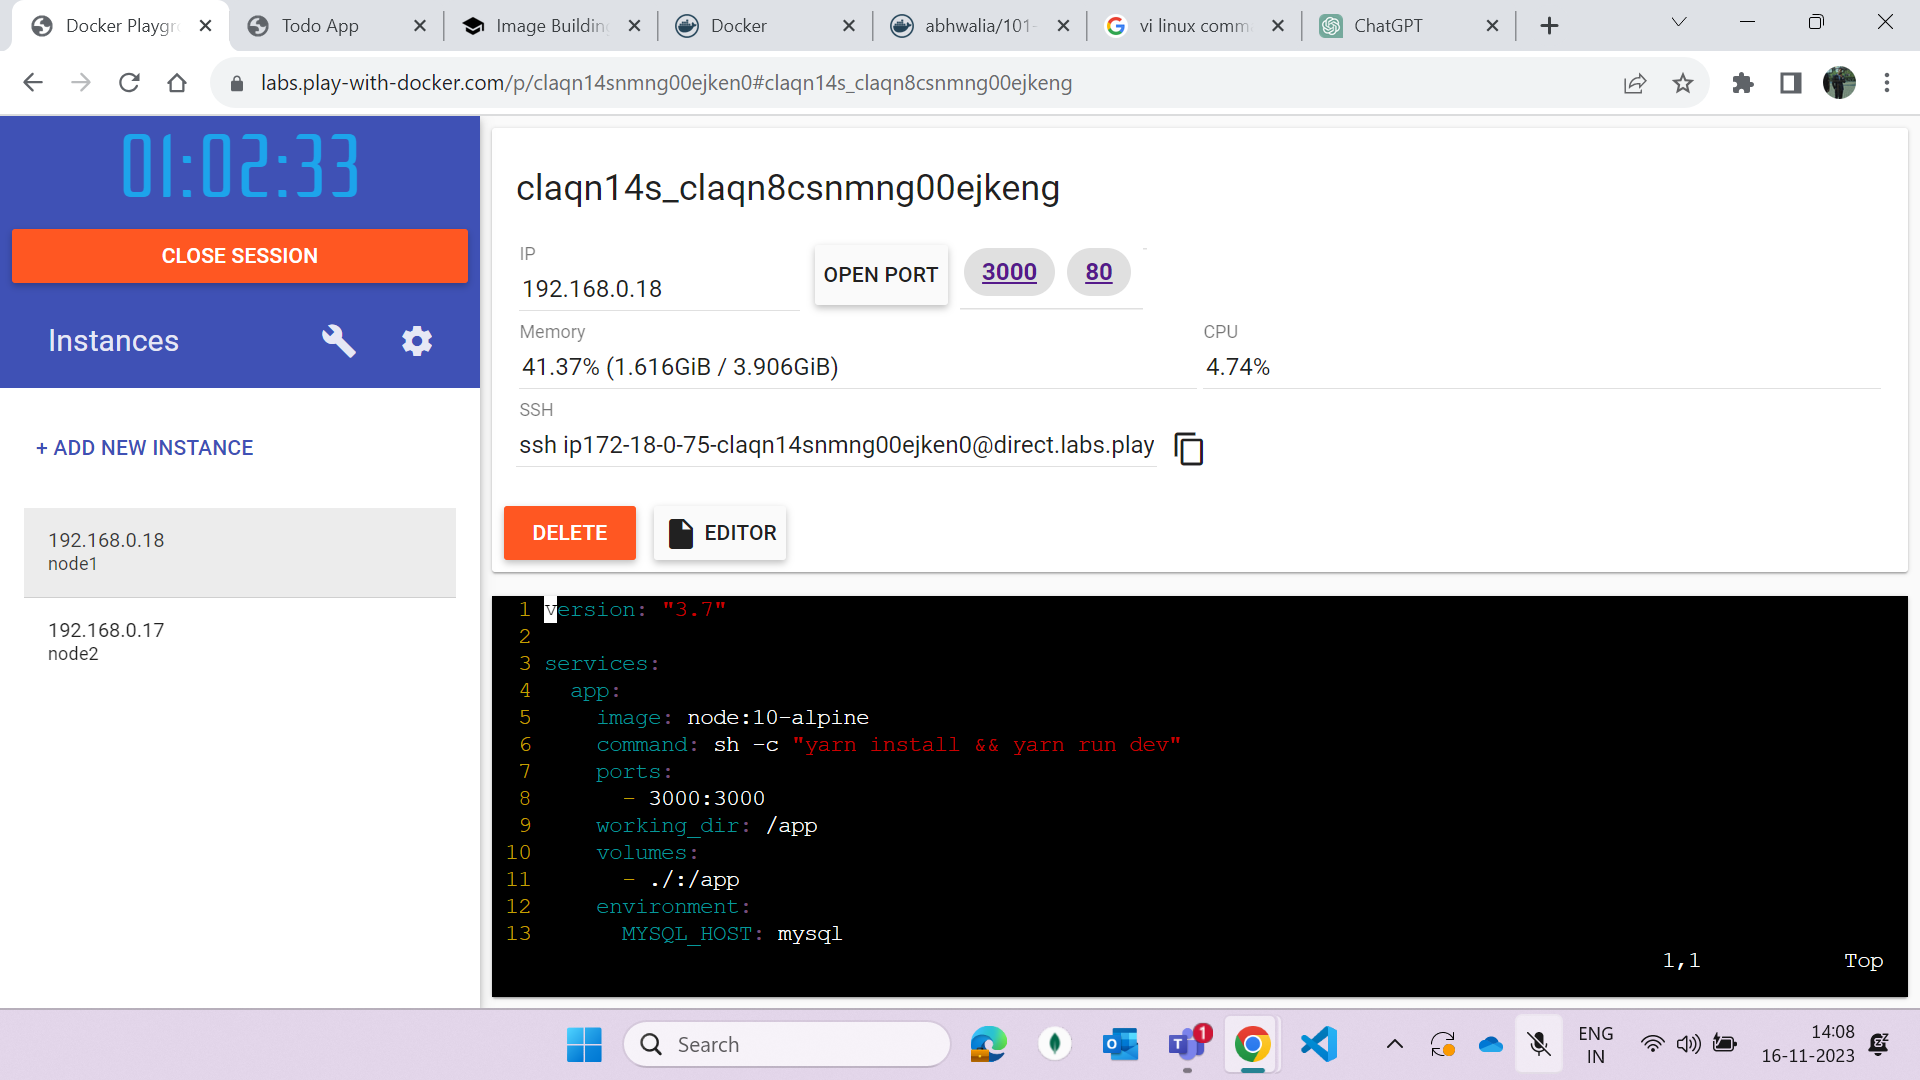 Docker Playgr
Todo App
Image Building
Docker
abhwalia/101-
vi linux comm
ChatGPT
labs.play-with-docker.com/p/claqn14snmng00ejken0#claqn14s_claqn8csnmng00ejkeng
01:02:33
CLOSE SESSION
Instances
+ ADD NEW INSTANCE
192.168.0.18
node1
192.168.0.17
node2
claqn14s_claqn8csnmng00ejkeng
IP
192.168.0.18
OPEN PORT
3000
80
Memory
41.37% (1.616GiB / 3.906GiB)
CPU
4.74%
SSH
ssh ip172-18-0-75-claqn14snmng00ejken0@direct.labs.play
DELETE
EDITOR
1 version: "3.7"
2
3 services:
4   app:
5     image: node:10-alpine
6     command: sh -c "yarn install && yarn run dev"
7     ports:
8       - 3000:3000
9     working_dir: /app
10     volumes:
11       - ./:/app
12     environment:
13       MYSQL_HOST: mysql
1,1 Top
Search
1
ENG
IN
14:08
16-11-2023